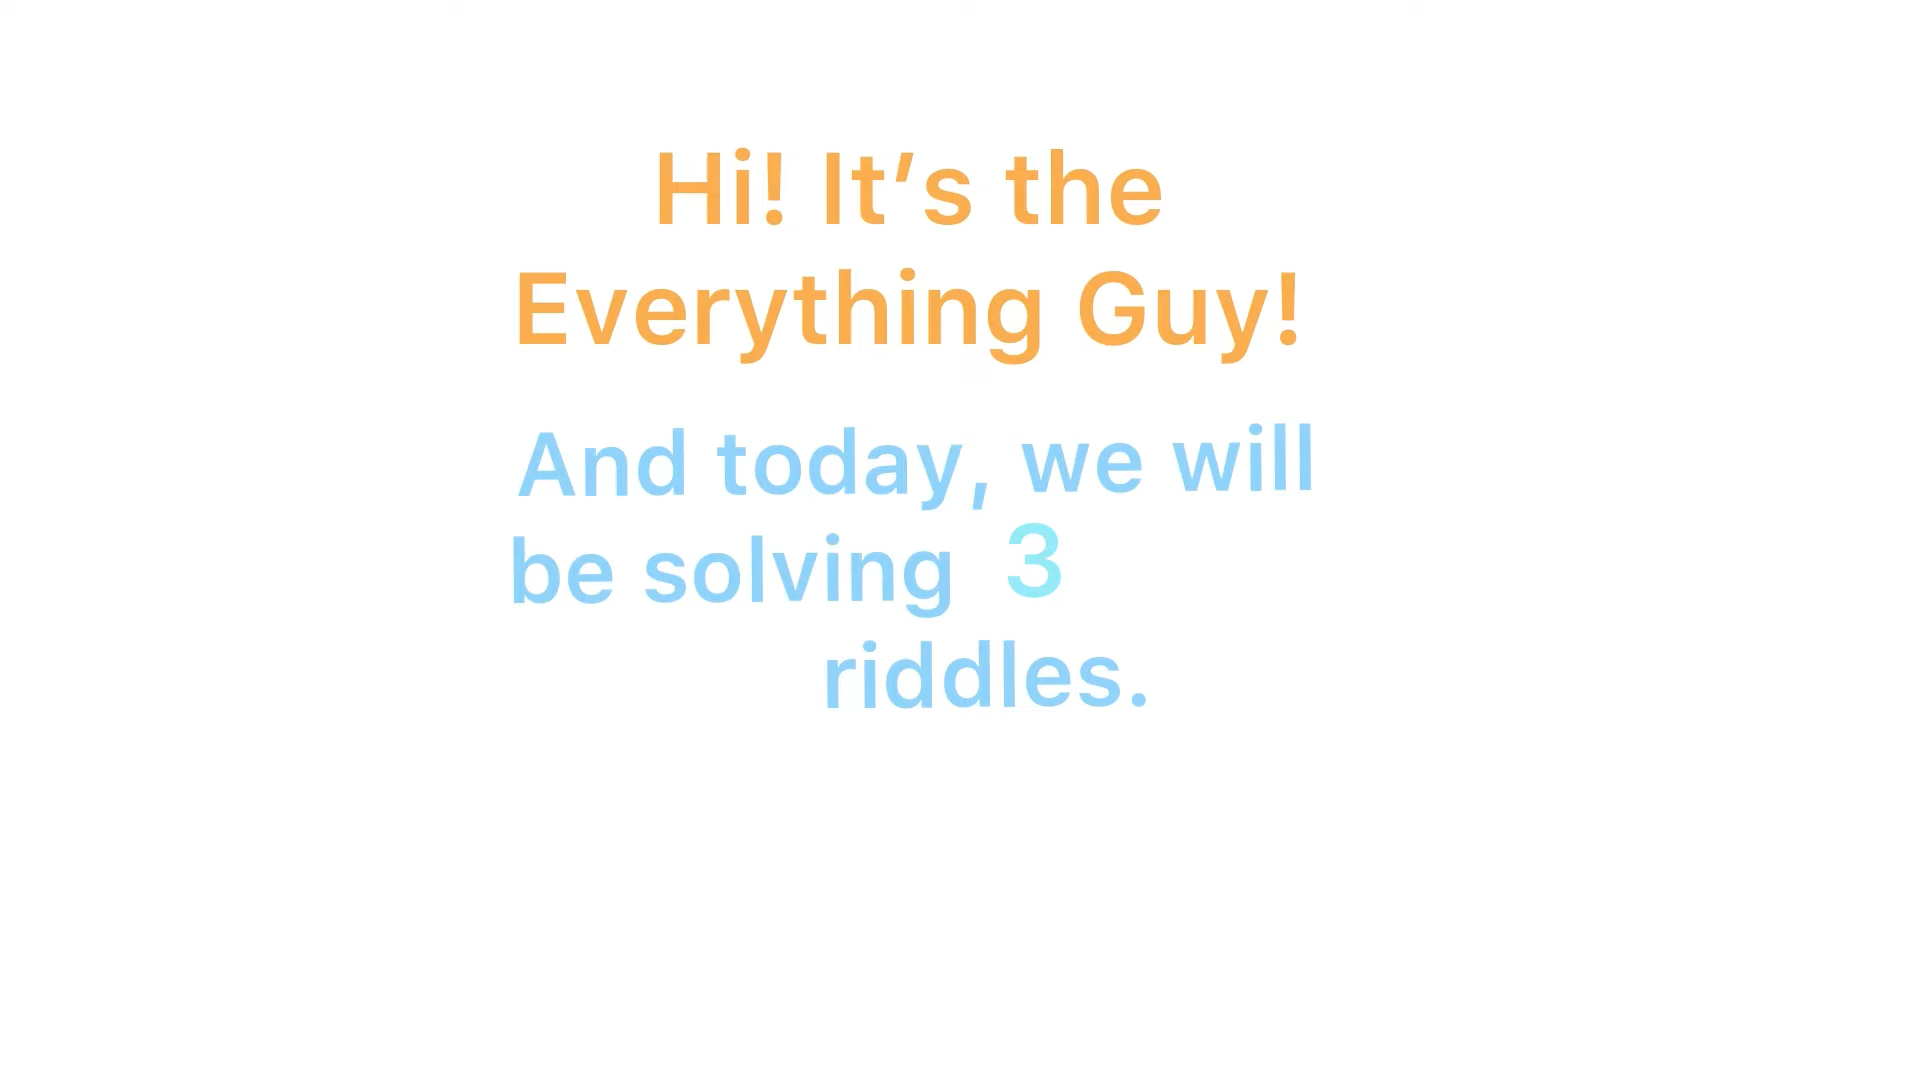 Hi! It’s the
Everything Guy!
And today, we will
be solving 3
riddles.